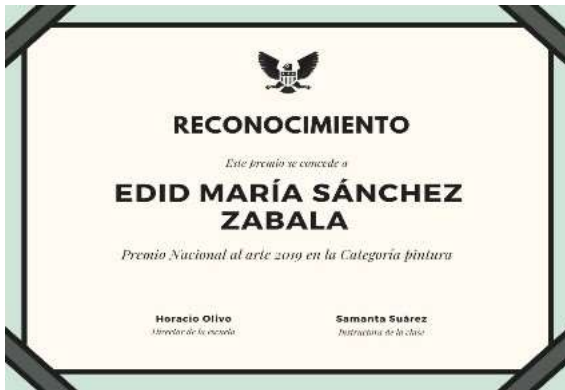 RECONOCIMIENTO
Este premio se concede a
EDID MARÍA SÁNCHEZ
ZABALA
Premio Nacional al arte 2019 en la Categoría pintura
Horacio Olivo
Director de la escuela
Samanta Suárez
Instructora de la clase